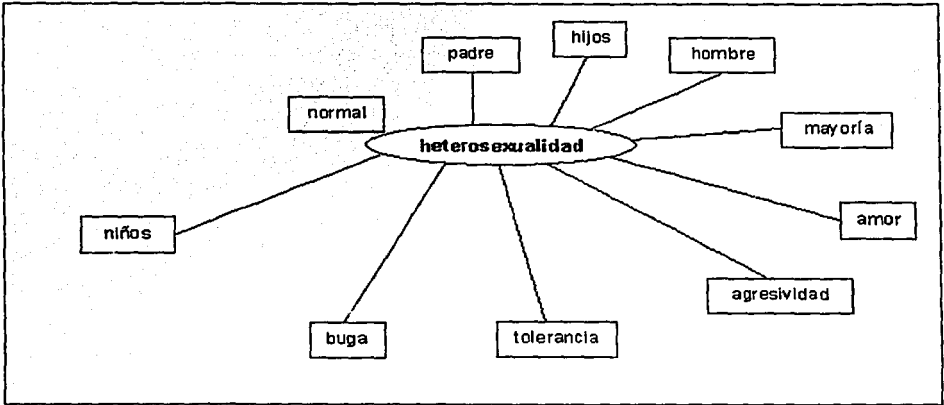 hijos
padre
hombre
normal
mayoría
heterosexualidad
amor
niños
agresividad
buga
tolerancia